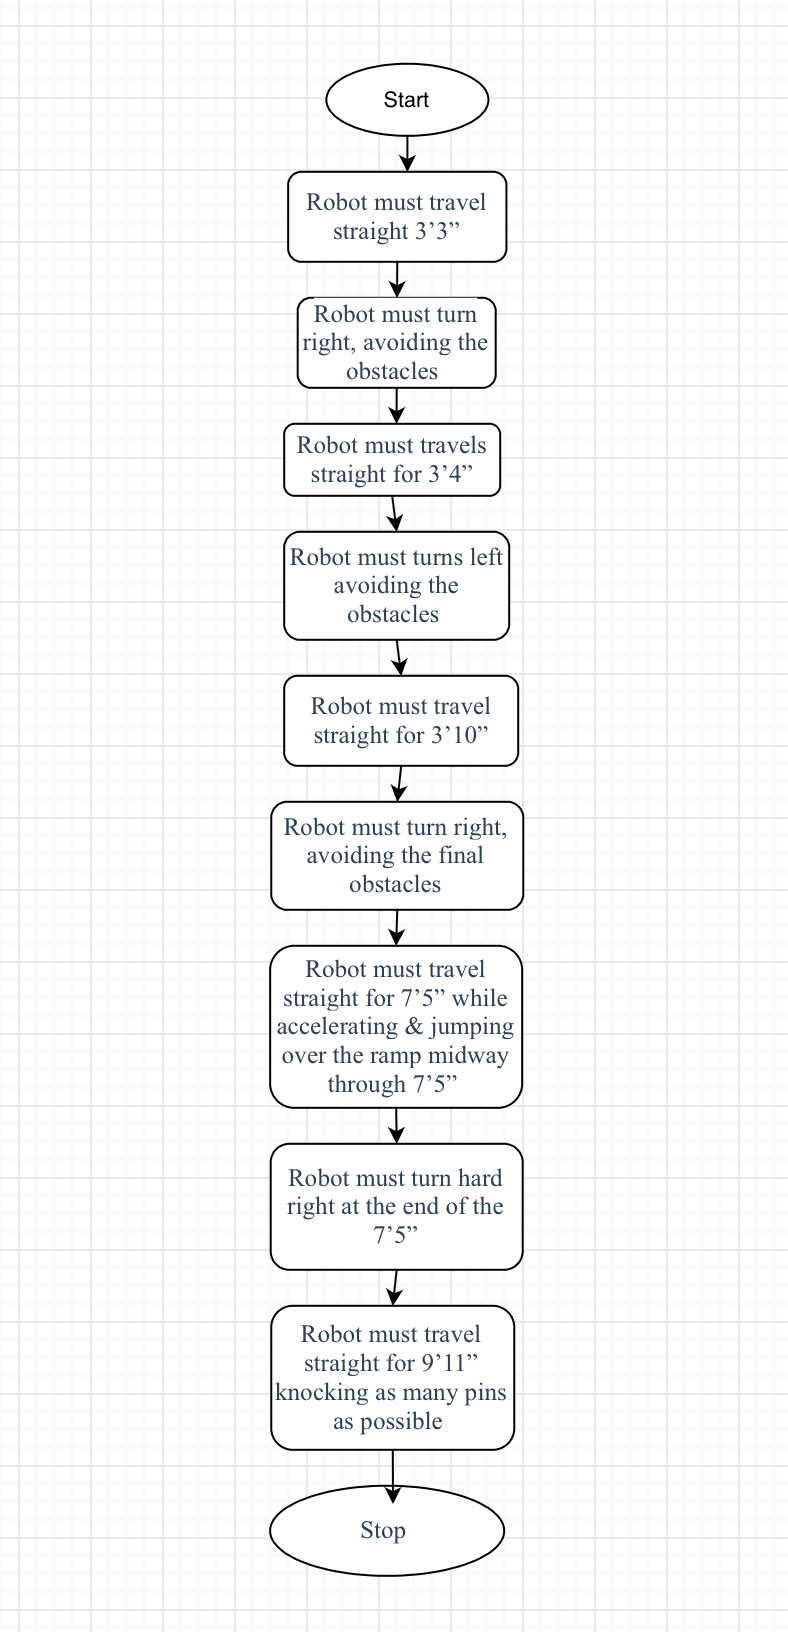 Start
Robot must travel
straight 3’3”
Robot must turn
right, avoiding the
obstacles
Robot must travels
straight for 3’4”
Robot must turns left
avoiding the
obstacles
Robot must travel
straight for 3’10”
Robot must turn right,
avoiding the final
obstacles
Robot must travel
straight for 7’5” while
accelerating & jumping
over the ramp midway
through 7’5”
Robot must turn hard
right at the end of the
7’5”
Robot must travel
straight for 9’11”
knocking as many pins
as possible
Stop